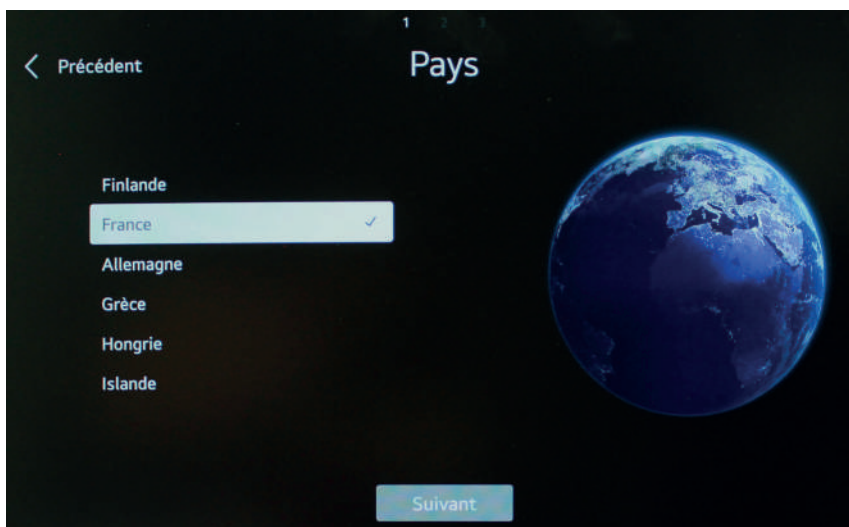 1 2 3
Précédent
Pays
Finlande
France
Allemagne
Grèce
Hongrie
Islande
Suivant